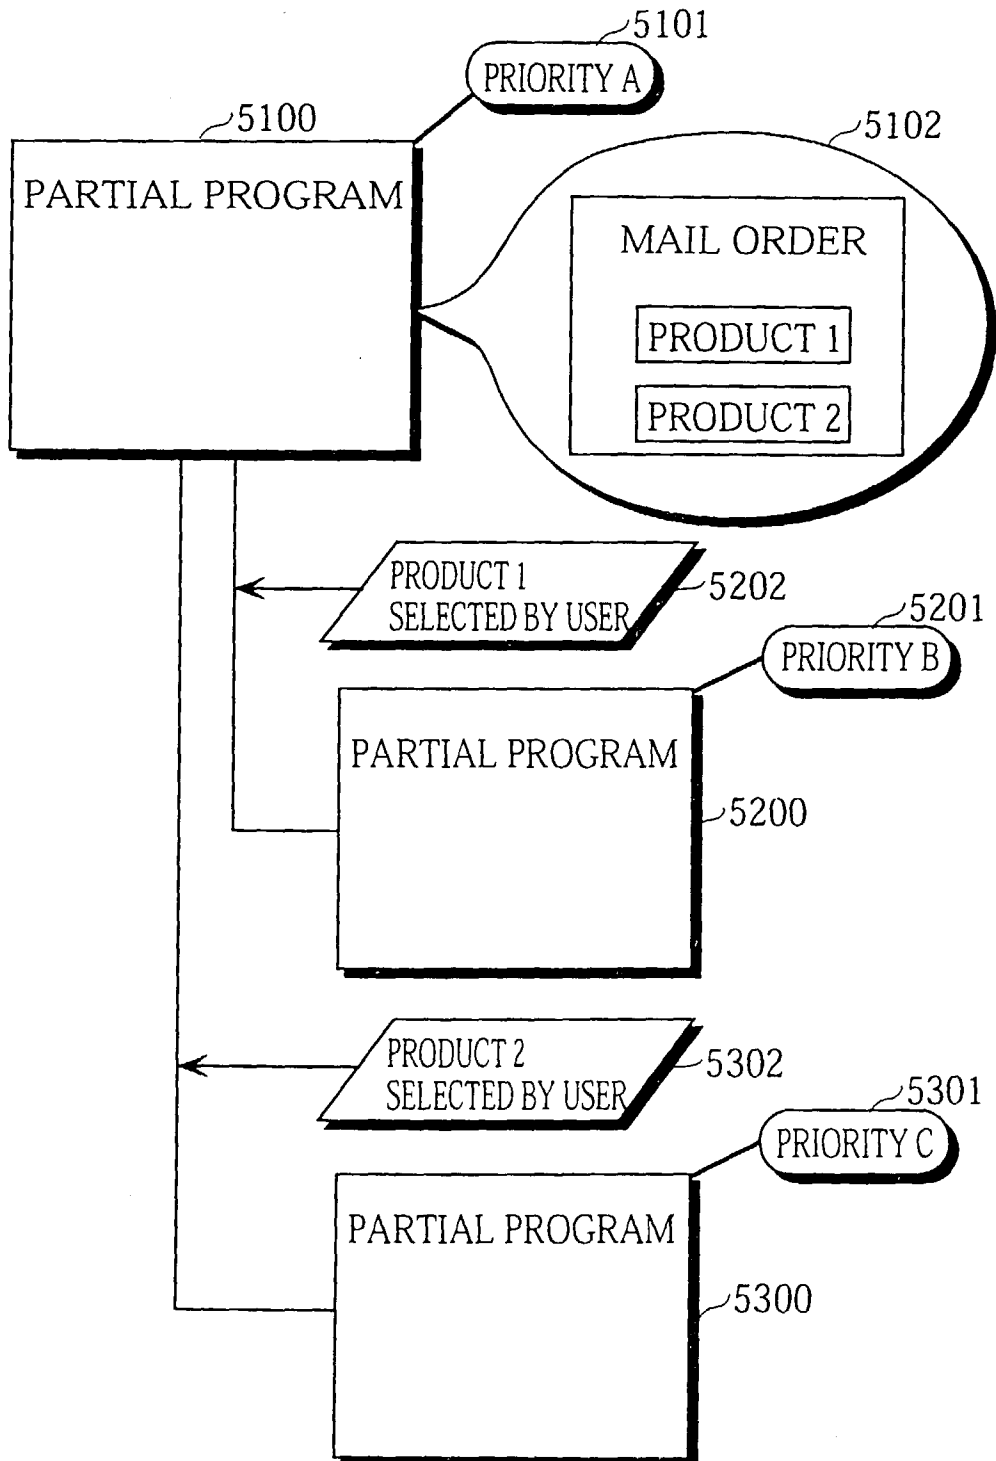 5101
PRIORITY A
5100
PARTIAL PROGRAM
5102
MAIL ORDER
PRODUCT 1
PRODUCT 2
PRODUCT 1
SELECTED BY USER
5202
5201
PRIORITY B
PARTIAL PROGRAM
5200
PRODUCT 2
SELECTED BY USER
5302
5301
PRIORITY C
PARTIAL PROGRAM
5300